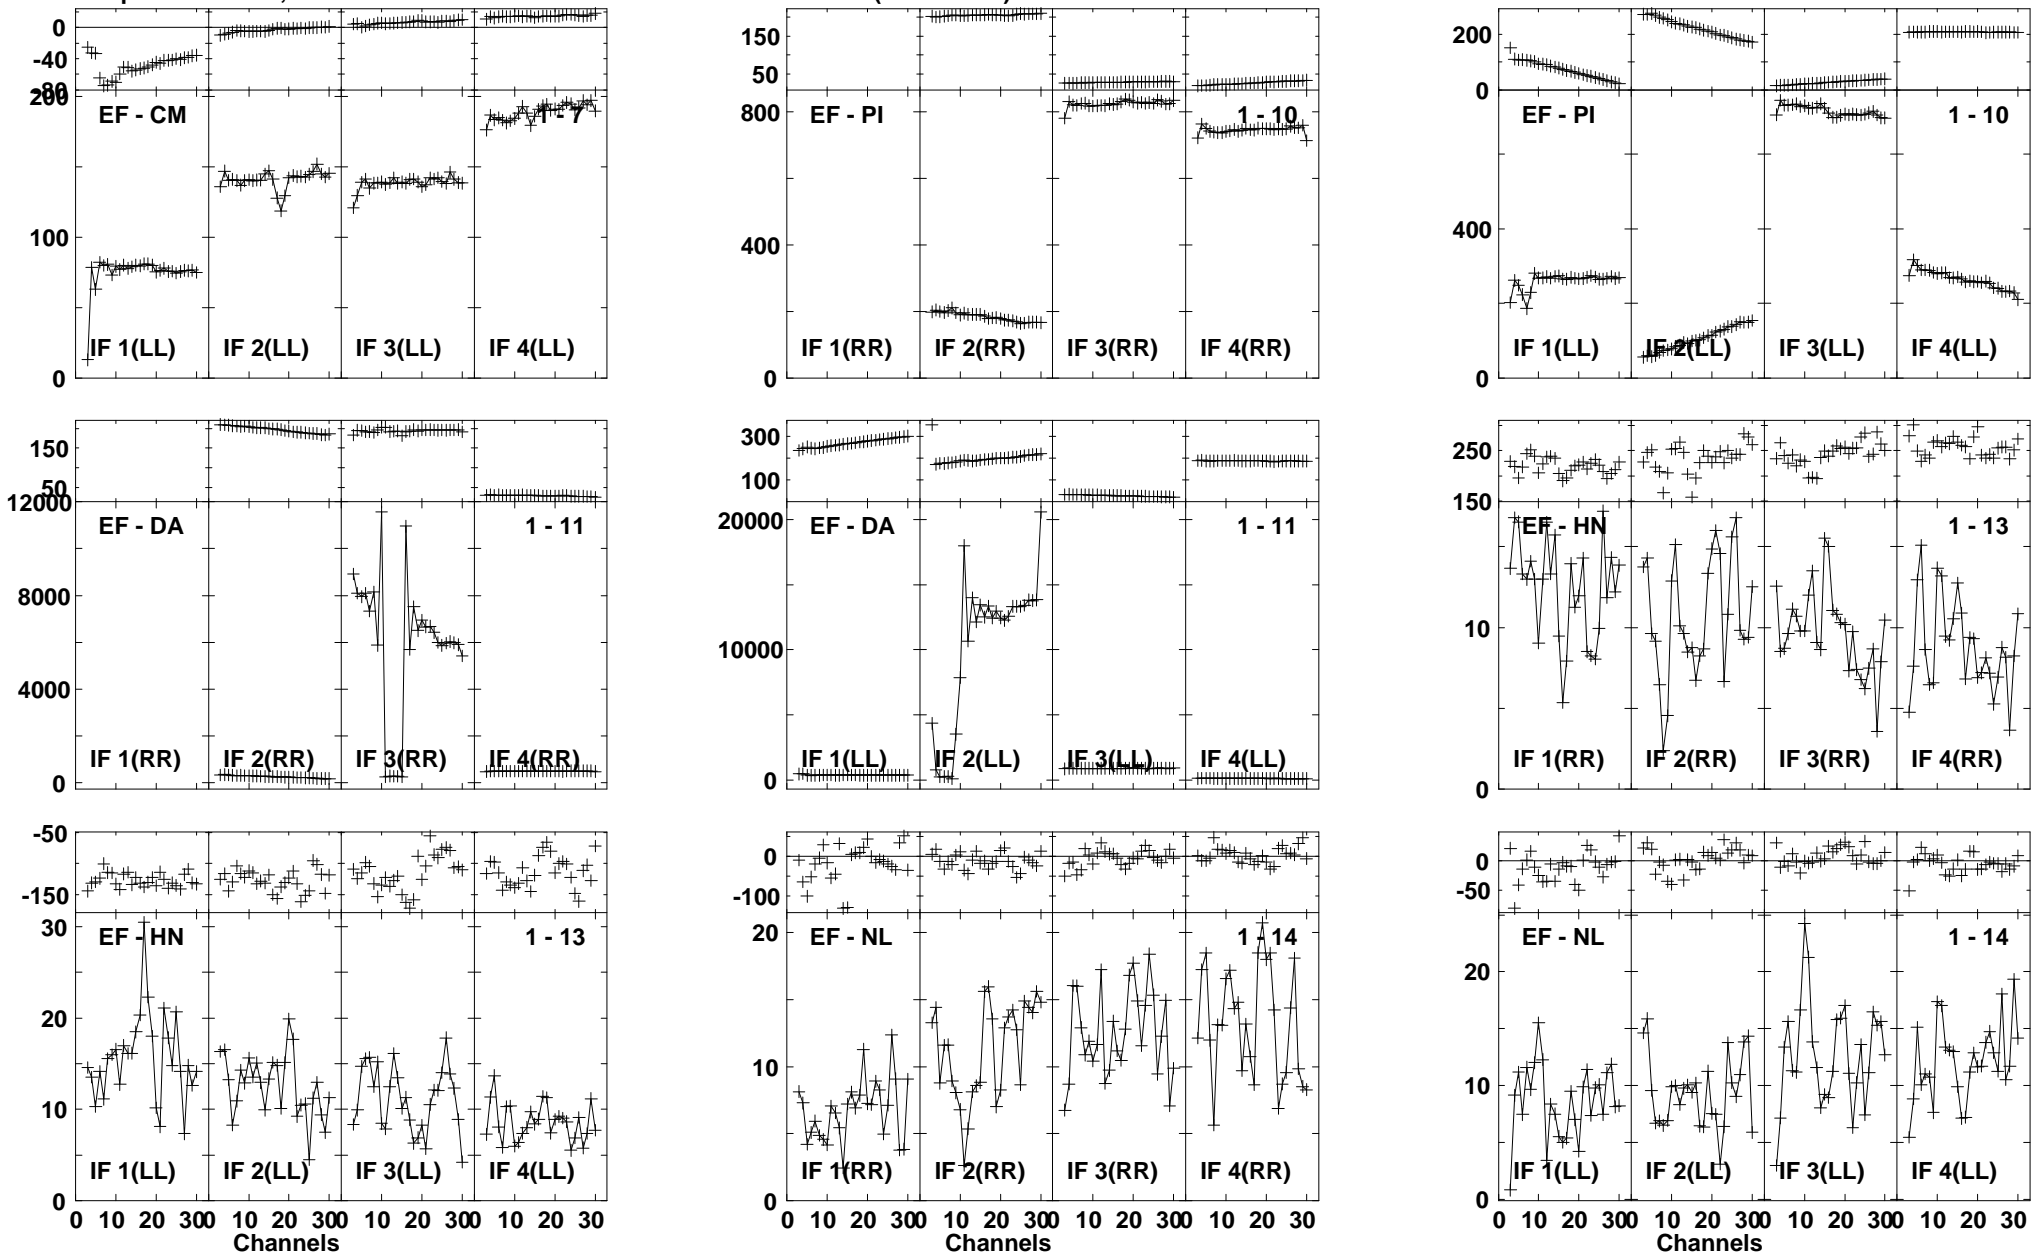 0
-40
-80
200
100
0
EF - CM
1 - 7
IF 1(LL)
IF 2(LL)
IF 3(LL)
IF 4(LL)
150
50
800
400
0
EF - PI
1 - 10
IF 1(RR)
IF 2(RR)
IF 3(RR)
IF 4(RR)
200
0
400
0
EF - PI
1 - 10
IF 1(LL)
IF 2(LL)
IF 3(LL)
IF 4(LL)
150
50
12000
8000
4000
0
EF - DA
1 - 11
IF 1(RR)
IF 2(RR)
IF 3(RR)
IF 4(RR)
300
100
20000
10000
0
EF - DA
1 - 11
IF 1(LL)
IF 2(LL)
IF 3(LL)
IF 4(LL)
250
150
10
0
EF - HN
1 - 13
IF 1(RR)
IF 2(RR)
IF 3(RR)
IF 4(RR)
-50
-150
30
20
10
0
EF - HN
1 - 13
IF 1(LL)
IF 2(LL)
IF 3(LL)
IF 4(LL)
0 10 20 30 0 10 20 30 0 10 20 30 0 10 20 30
Channels
0
-100
20
10
0
EF - NL
1 - 14
IF 1(RR)
IF 2(RR)
IF 3(RR)
IF 4(RR)
0 10 20 30 0 10 20 30 0 10 20 30 0 10 20 30
Channels
0
-50
20
10
0
EF - NL
1 - 14
IF 1(LL)
IF 2(LL)
IF 3(LL)
IF 4(LL)
0 10 20 30 0 10 20 30 0 10 20 30 0 10 20 30
Channels